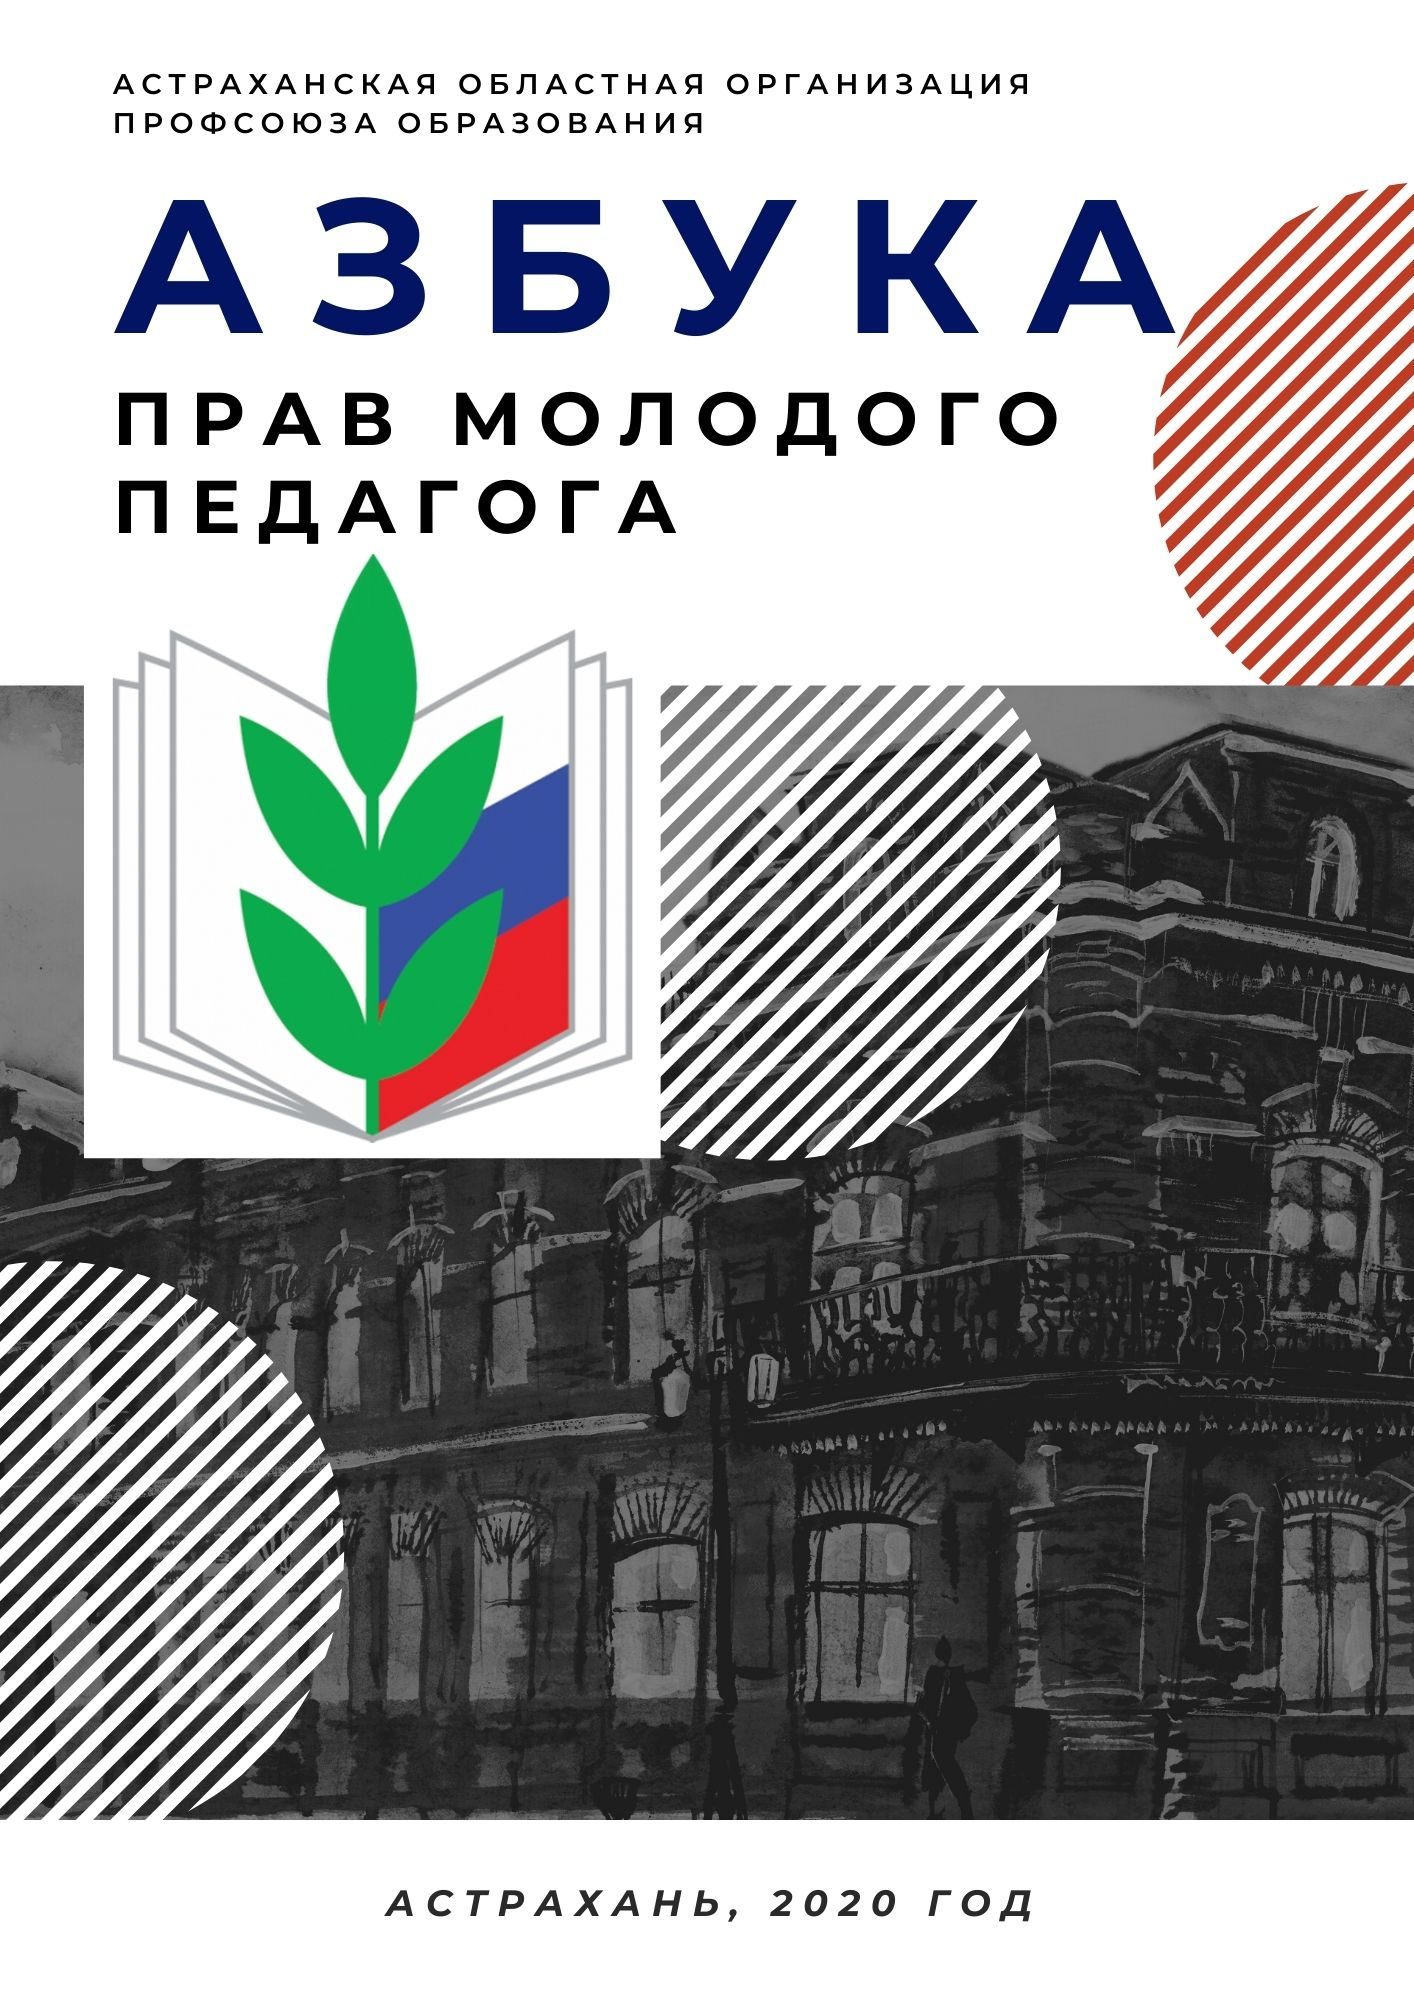 АСТРАХАНСКАЯ ОБЛАСТНАЯ ОРГАНИЗАЦИЯ
ПРОФСОЮЗА ОБРАЗОВАНИЯ
АЗБУКА
ПРАВ МОЛОДОГО
ПЕДАГОГА
АСТРАХАНЬ, 2020 ГОД